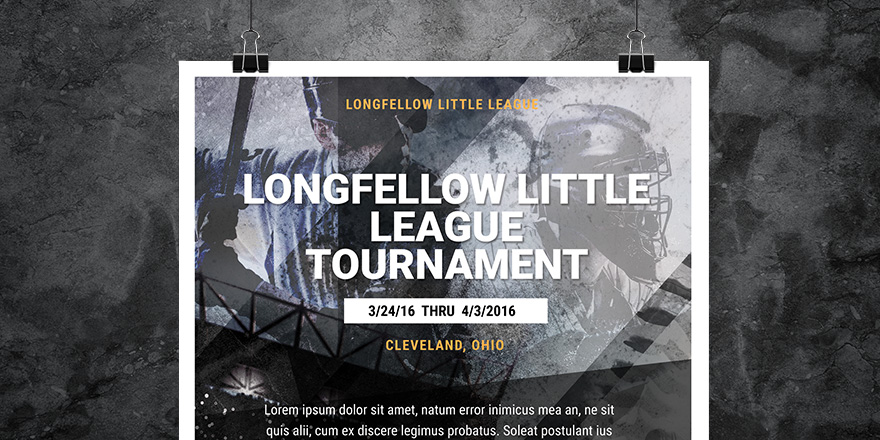 LONGFELLOW LITTLE LEAGUE
LONGFELLOW LITTLE
LEAGUE
TOURNAMENT
3/24/16 THRU 4/3/2016
CLEVELAND, OHIO
Lorem ipsum dolor sit amet, natum error inimicus mea an, ne sit
quis alii, cum ex discere legimus probatus. Soleat postulant ius